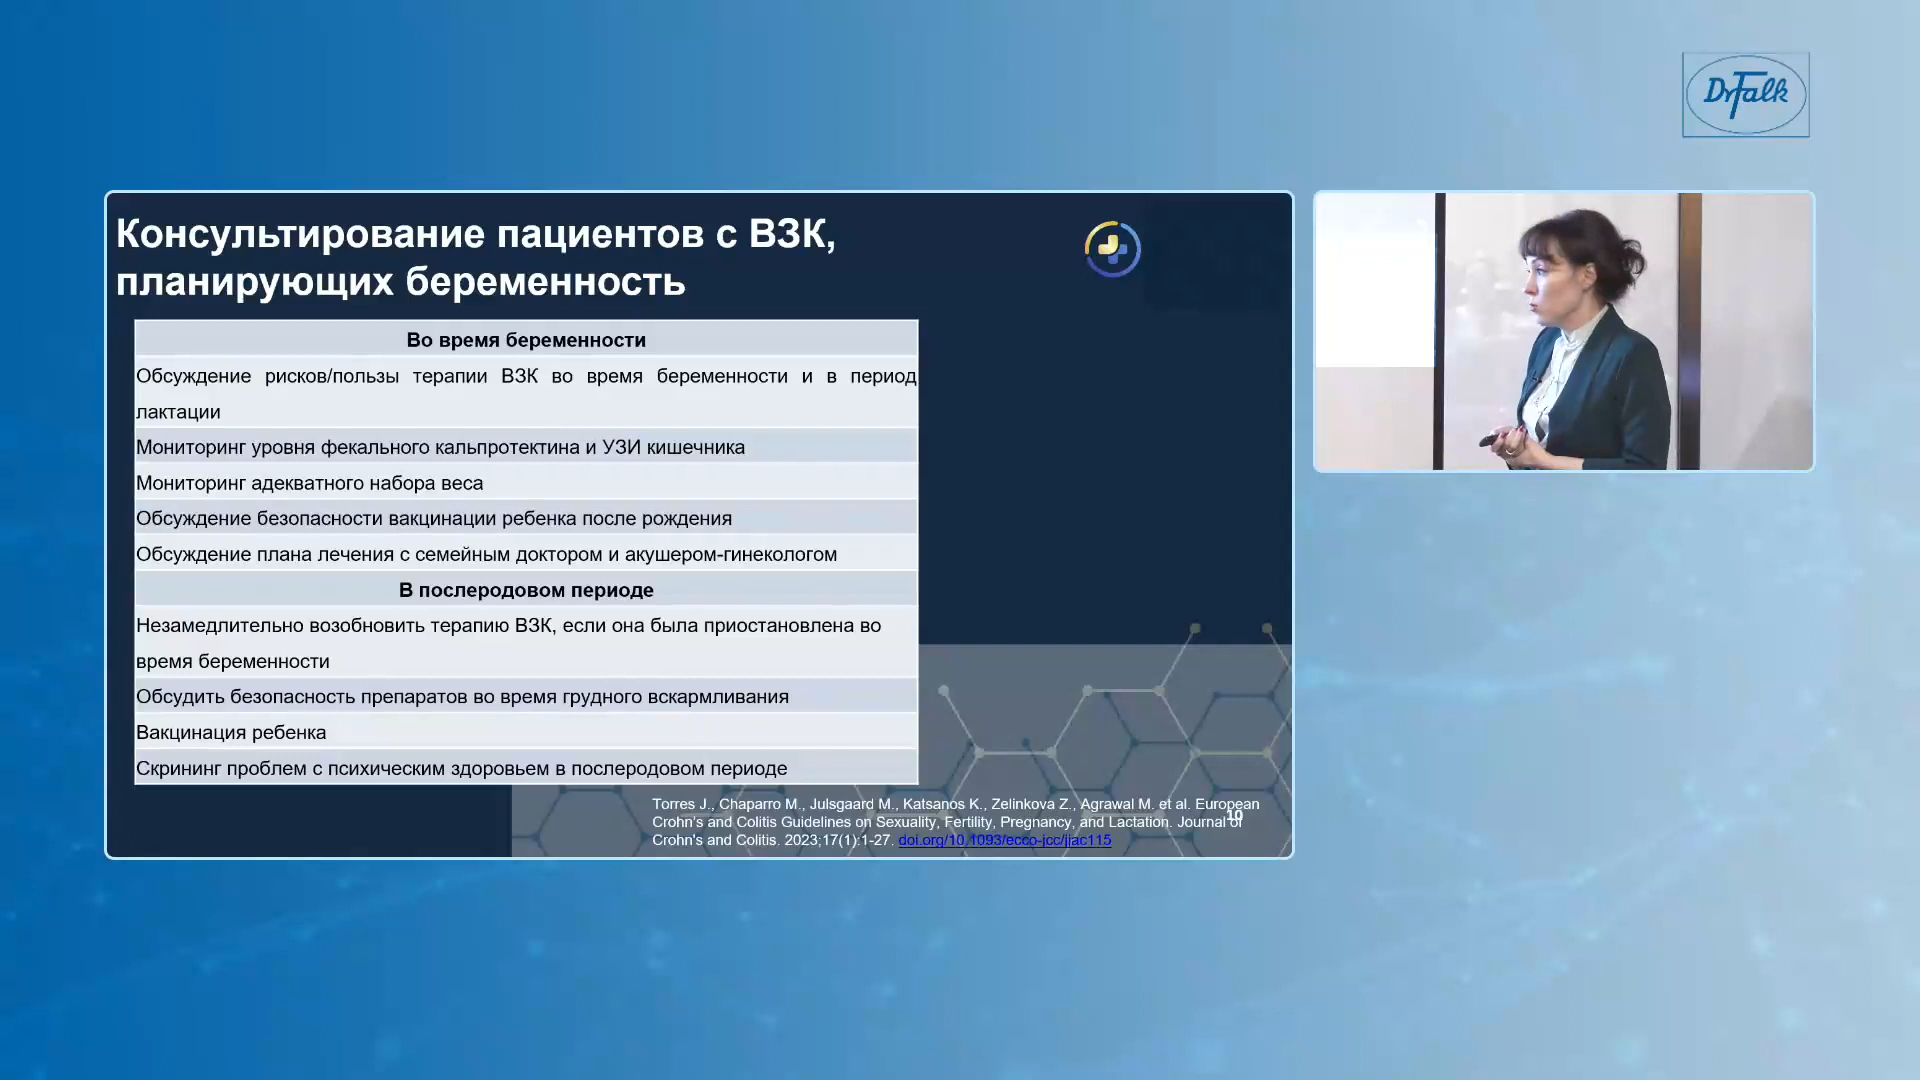 Dr Falk
Консультирование пациентов с ВЗК,
планирующих беременность
Во время беременности
Обсуждение рисков/пользы терапии ВЗК во время беременности и в период
лактации
Мониторинг уровня фекального кальпротектина и УЗИ кишечника
Мониторинг адекватного набора веса
Обсуждение безопасности вакцинации ребенка после рождения
Обсуждение плана лечения с семейным доктором и акушером-гинекологом
В послеродовом периоде
Незамедлительно возобновить терапию ВЗК, если она была приостановлена во
время беременности
Обсудить безопасность препаратов во время грудного вскармливания
Вакцинация ребенка
Скрининг проблем с психическим здоровьем в послеродовом периоде
Torres J., Chaparro M., Julsgaard M., Katsanos K., Zelinkova Z., Agrawal M. et al. European
Crohn's and Colitis Guidelines on Sexuality, Fertility, Pregnancy, and Lactation. Journal of
Crohn's and Colitis. 2023;17(1):1-27. doi.org/10.1093/ecco-jcc/jjac115
10